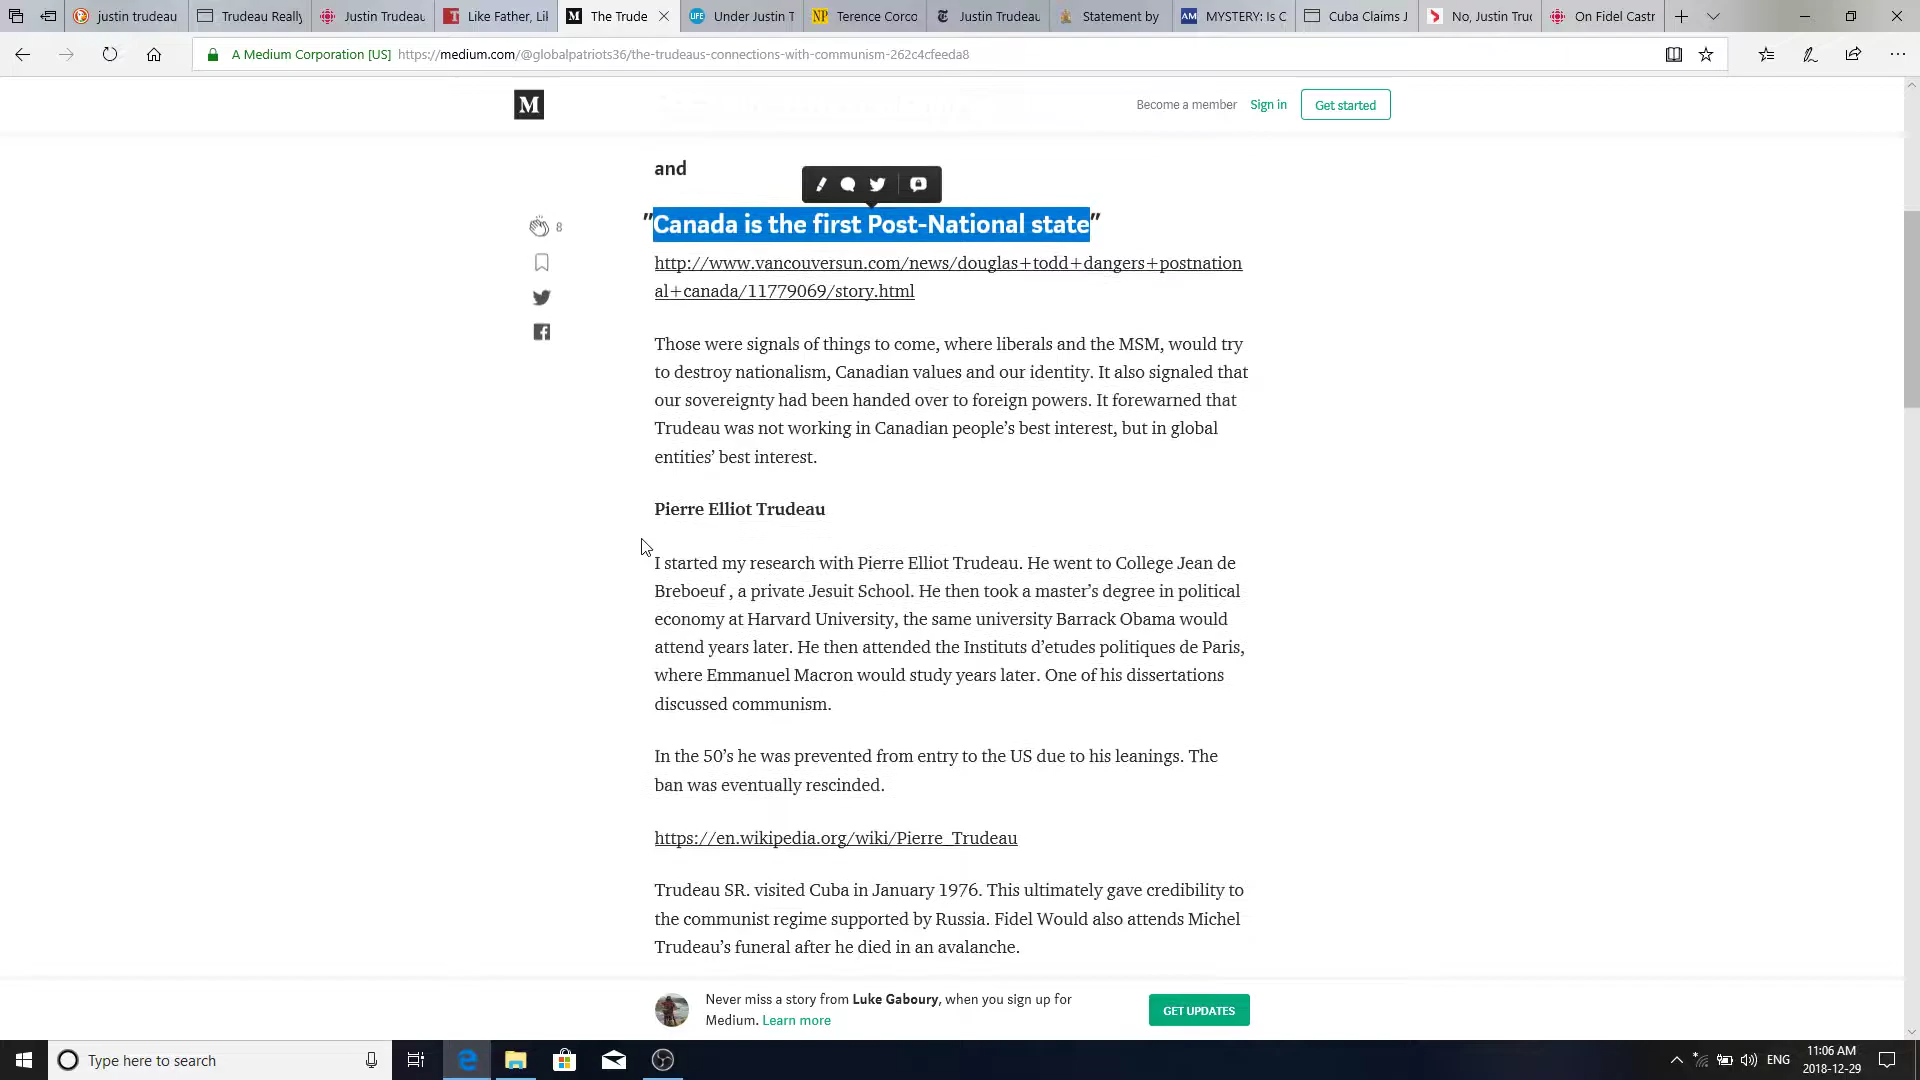 justin trudeau
Trudeau Really
Justin Trudeau
Like Father, Lik
The Trude
Under Justin T
Terence Corco
Justin Trudeau
Statement by
MYSTERY: Is C
Cuba Claims J
No, Justin Truc
On Fidel Castr
A Medium Corporation [US] https://medium.com/@globalpatriots36/the-trudeaus-connections-with-communism-262c4cfeeda8
M
Become a member Sign in Get started
and
"Canada is the first Post-National state"
8
http://www.vancouversun.com/news/douglas+todd+dangers+postnation
al+canada/11779069/story.html
Those were signals of things to come, where liberals and the MSM, would try
to destroy nationalism, Canadian values and our identity. It also signaled that
our sovereignty had been handed over to foreign powers. It forewarned that
Trudeau was not working in Canadian people's best interest, but in global
entities' best interest.
Pierre Elliot Trudeau
I started my research with Pierre Elliot Trudeau. He went to College Jean de
Breboeuf , a private Jesuit School. He then took a master's degree in political
economy at Harvard University, the same university Barrack Obama would
attend years later. He then attended the Instituts d'etudes politiques de Paris,
where Emmanuel Macron would study years later. One of his dissertations
discussed communism.
In the 50's he was prevented from entry to the US due to his leanings. The
ban was eventually rescinded.
https://en.wikipedia.org/wiki/Pierre_Trudeau
Trudeau SR. visited Cuba in January 1976. This ultimately gave credibility to
the communist regime supported by Russia. Fidel Would also attends Michel
Trudeau's funeral after he died in an avalanche.
Never miss a story from Luke Gaboury, when you sign up for
Medium. Learn more
GET UPDATES
Type here to search
ENG
11:06 AM
2018-12-29